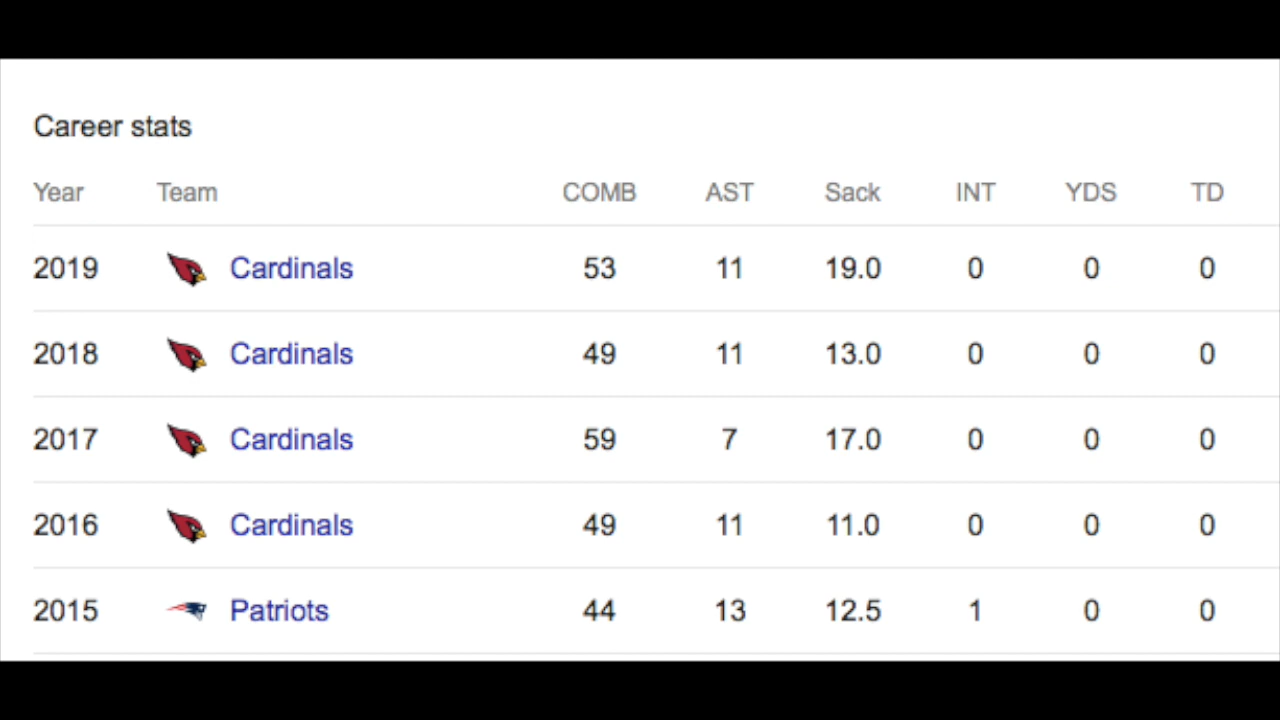 Career stats
Year Team COMB AST Sack INT YDS TD
2019 Cardinals 53 11 19.0 0 0 0
2018 Cardinals 49 11 13.0 0 0 0
2017 Cardinals 59 7 17.0 0 0 0
2016 Cardinals 49 11 11.0 0 0 0
2015 Patriots 44 13 12.5 1 0 0